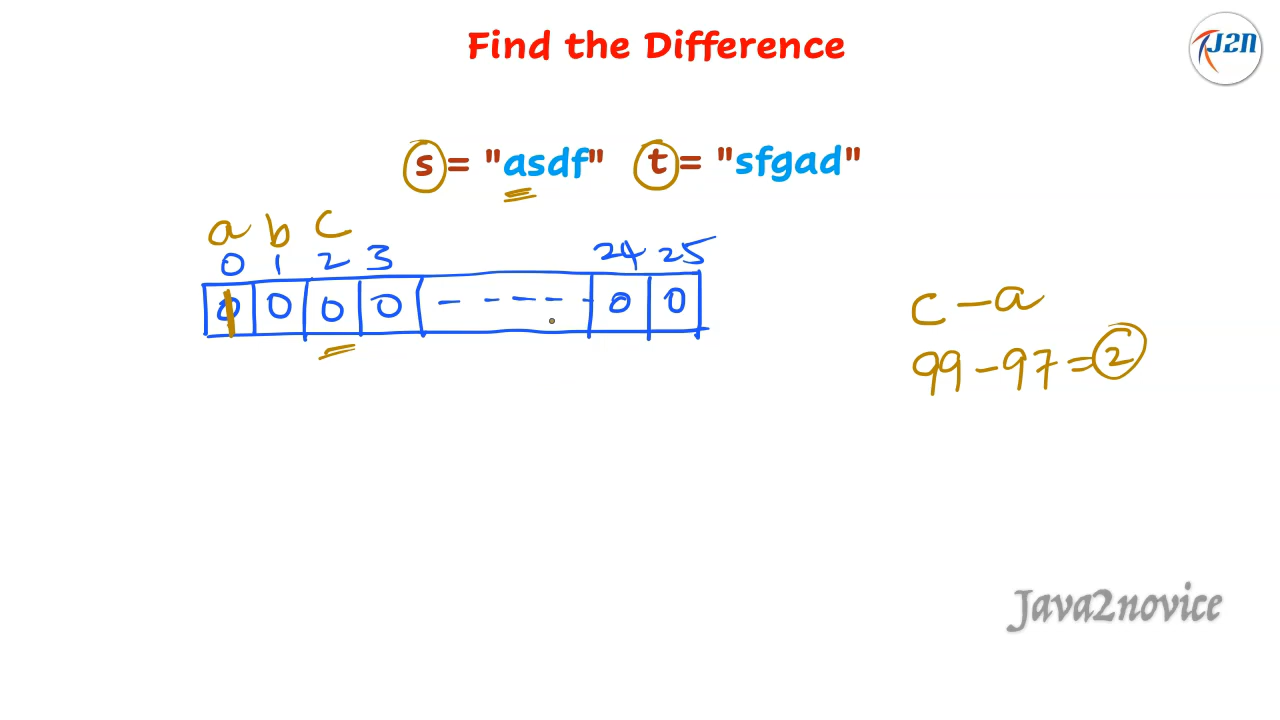 Find the Difference
J2N
s = "asdf" t = "sfgad"
a b c
0 1 2 3 24 25
0 0 0 0 - - - - - 0 0
c - a
99 - 97 = 2
Java2novice